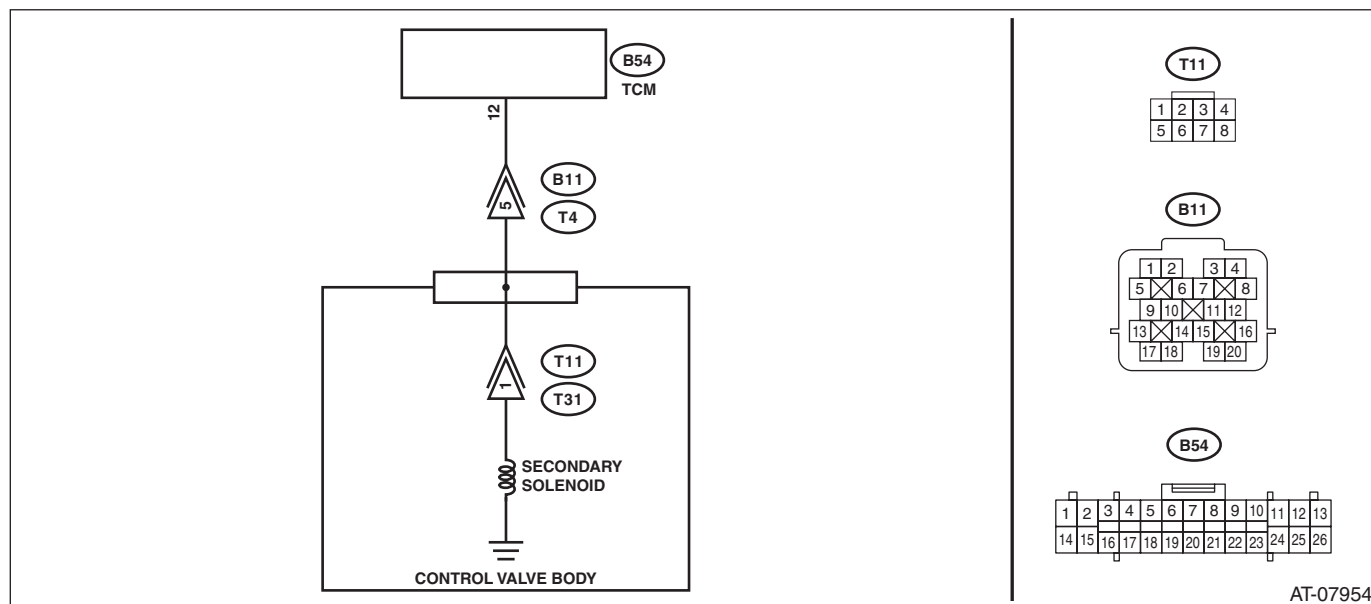 B54
TCM
12
B11
5
T4
T11
1
T31
SECONDARY
SOLENOID
CONTROL VALVE BODY
T11
1 2 3 4
5 6 7 8
B11
1 2 3 4
5 6 7 8
9 10 11 12
13 14 15 16
17 18 19 20
B54
1 2 3 4 5 6 7 8 9 10 11 12 13
14 15 16 17 18 19 20 21 22 23 24 25 26
AT-07954